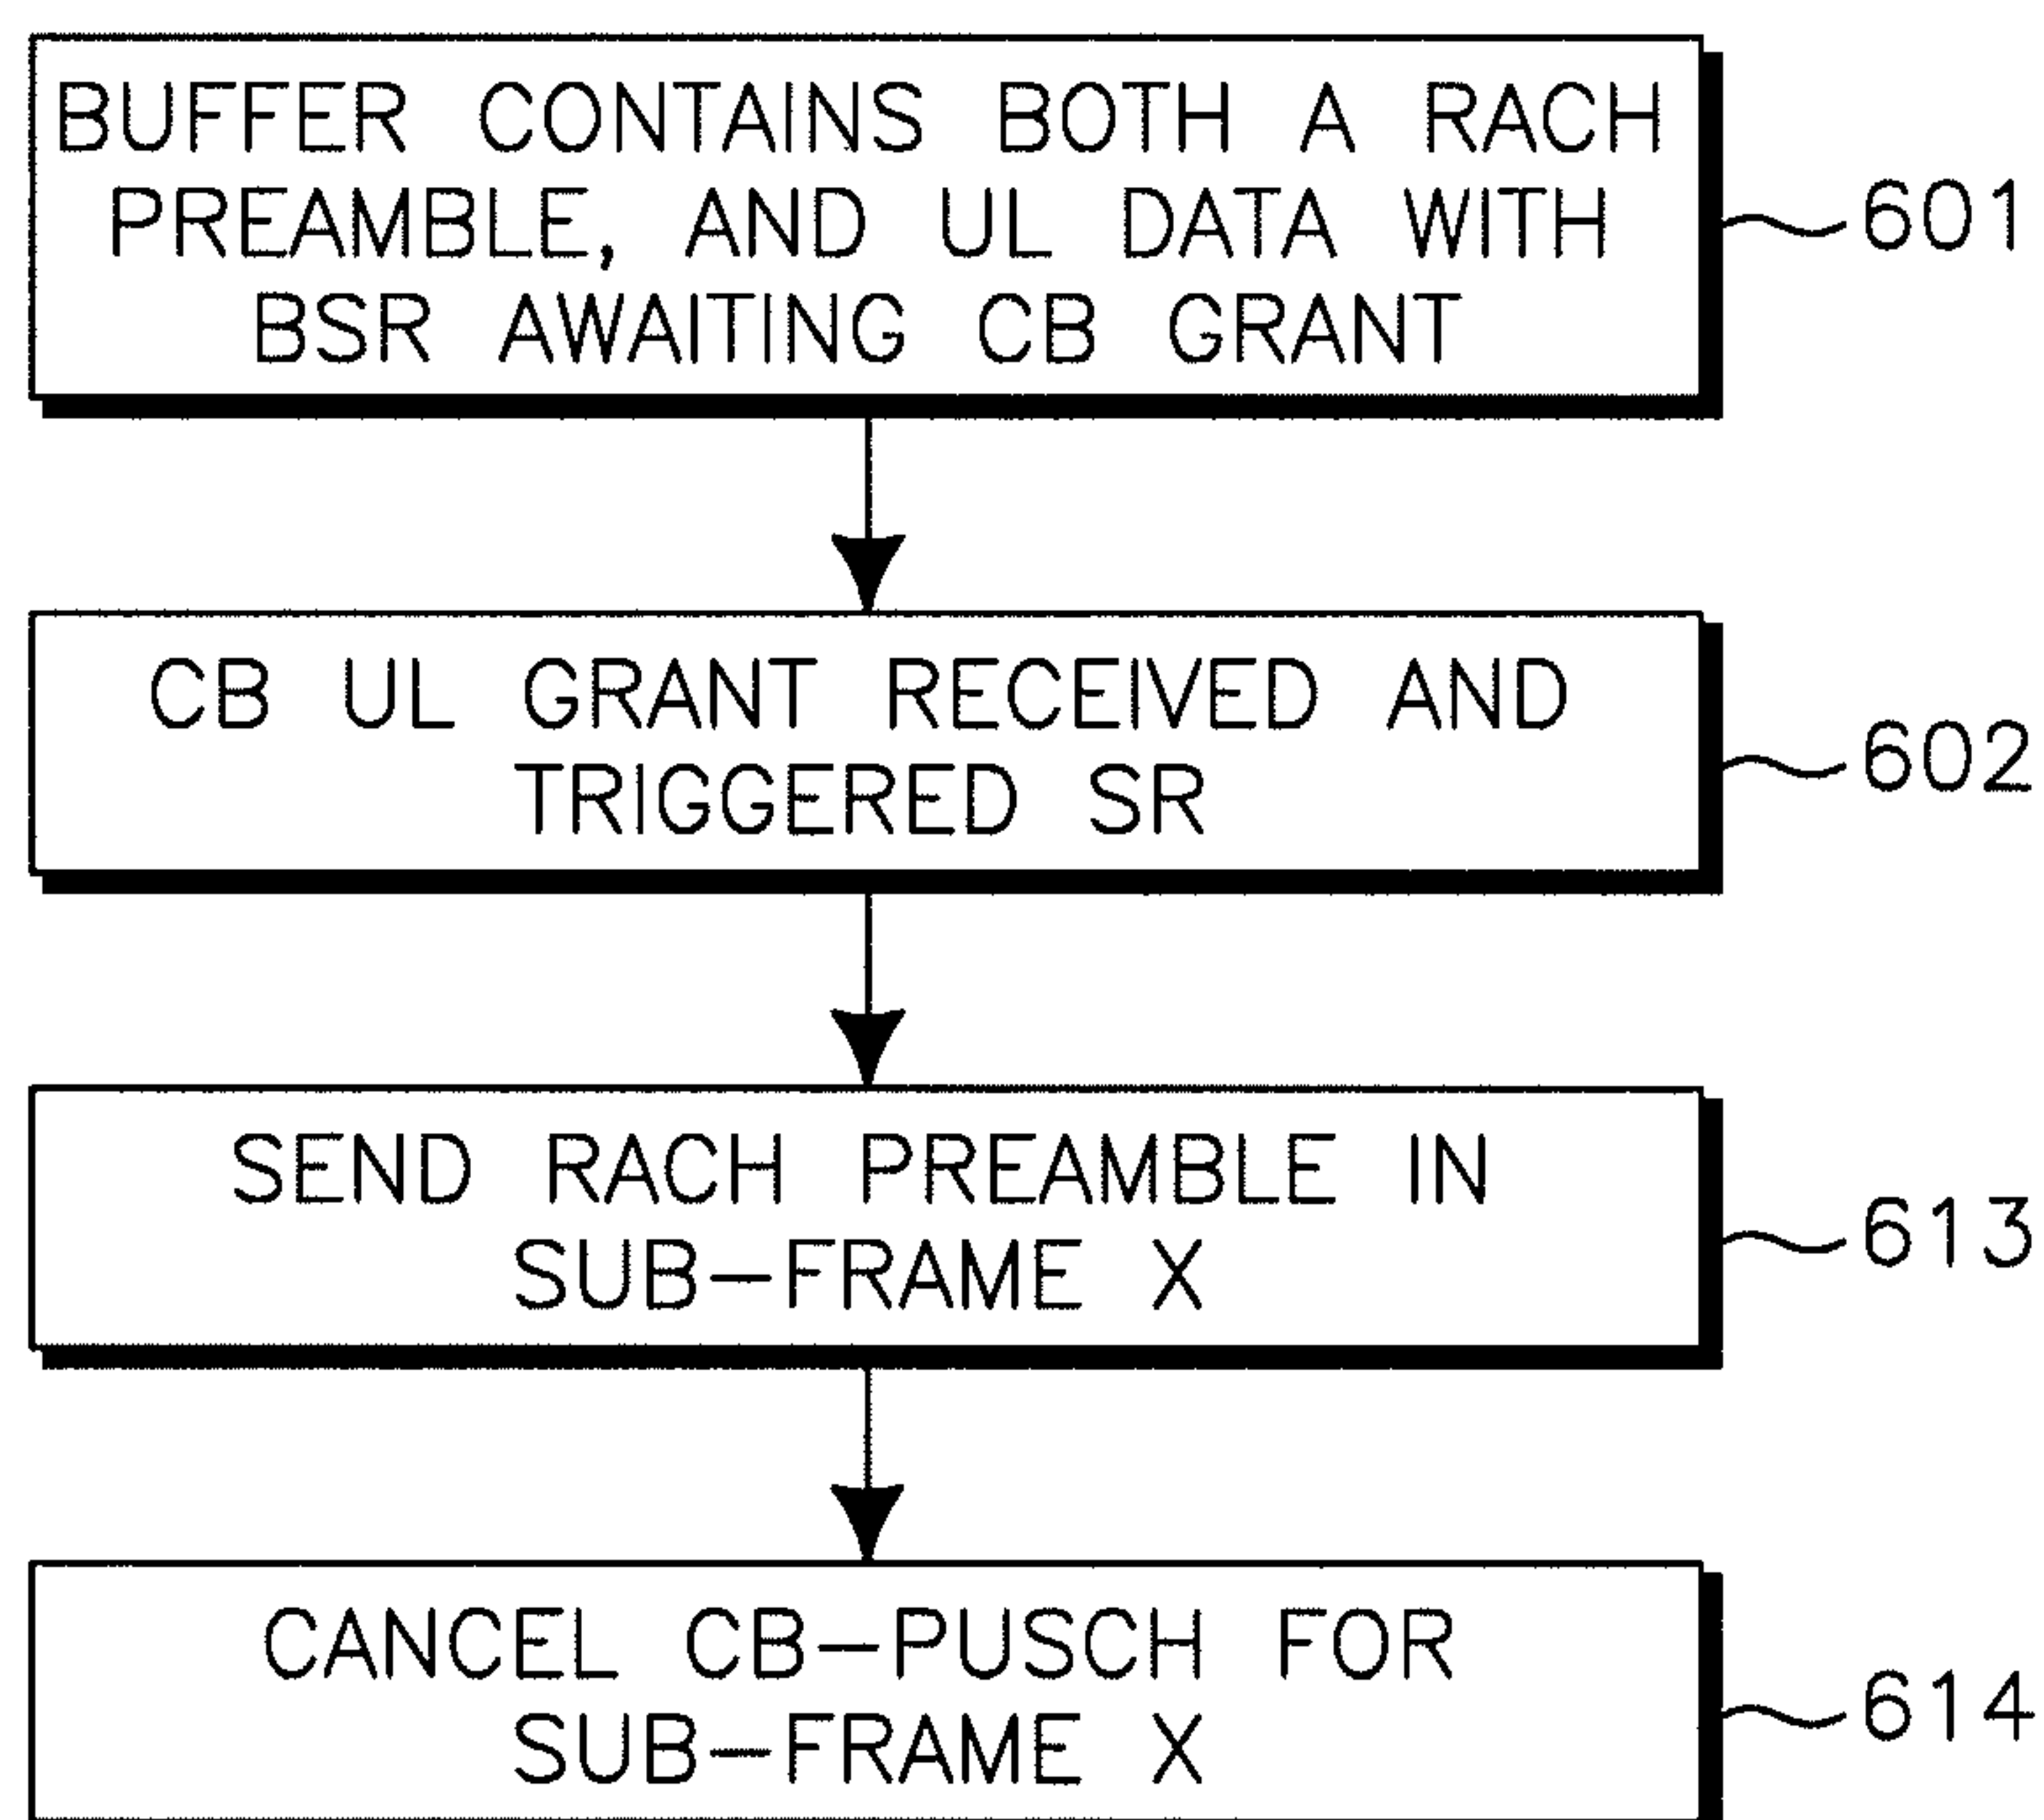 BUFFER CONTAINS BOTH A RACH
PREAMBLE, AND UL DATA WITH
BSR AWAITING CB GRANT
601
CB UL GRANT RECEIVED AND
TRIGGERED SR
602
SEND RACH PREAMBLE IN
SUB-FRAME X
613
CANCEL CB-PUSCH FOR
SUB-FRAME X
614